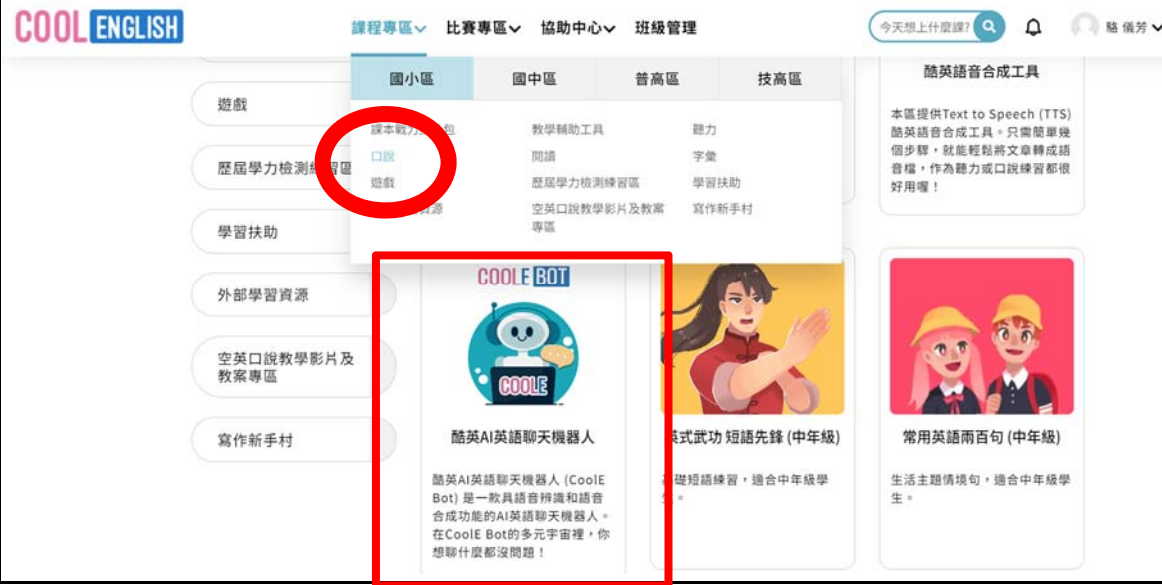 COOL ENGLISH
課程專區 比賽專區 協助中心 班級管理
今天想上什麼課?
駱 儀芳
國小區 國中區 普高區 技高區
課本戰力 包 教學輔助工具 聽力
口說 閱讀 字彙
遊戲 歷屆學力檢測練習區 學習扶助
資源 空英口說教學影片及教案
專區
寫作新手村
遊戲
歷屆學力檢測練習區
學習扶助
外部學習資源
空英口說教學影片及
教案專區
寫作新手村
酷英語音合成工具
本區提供Text to Speech (TTS)
酷英語音合成工具。只需簡單幾
個步驟,就能輕鬆將文章轉成語
音檔,作為聽力或口說練習都很
好用喔!
COOLE BOT
COOLE
酷英AI英語聊天機器人
酷英AI英語聊天機器人 (CoolE
Bot) 是一款具語音辨識和語音
合成功能的AI英語聊天機器人。
在CoolE Bot的多元宇宙裡,你
想聊什麼都沒問題!
英式武功 短語先鋒 (中年級)
基礎短語練習,適合中年級學
生。
常用英語兩百句 (中年級)
生活主題情境句,適合中年級學
生。